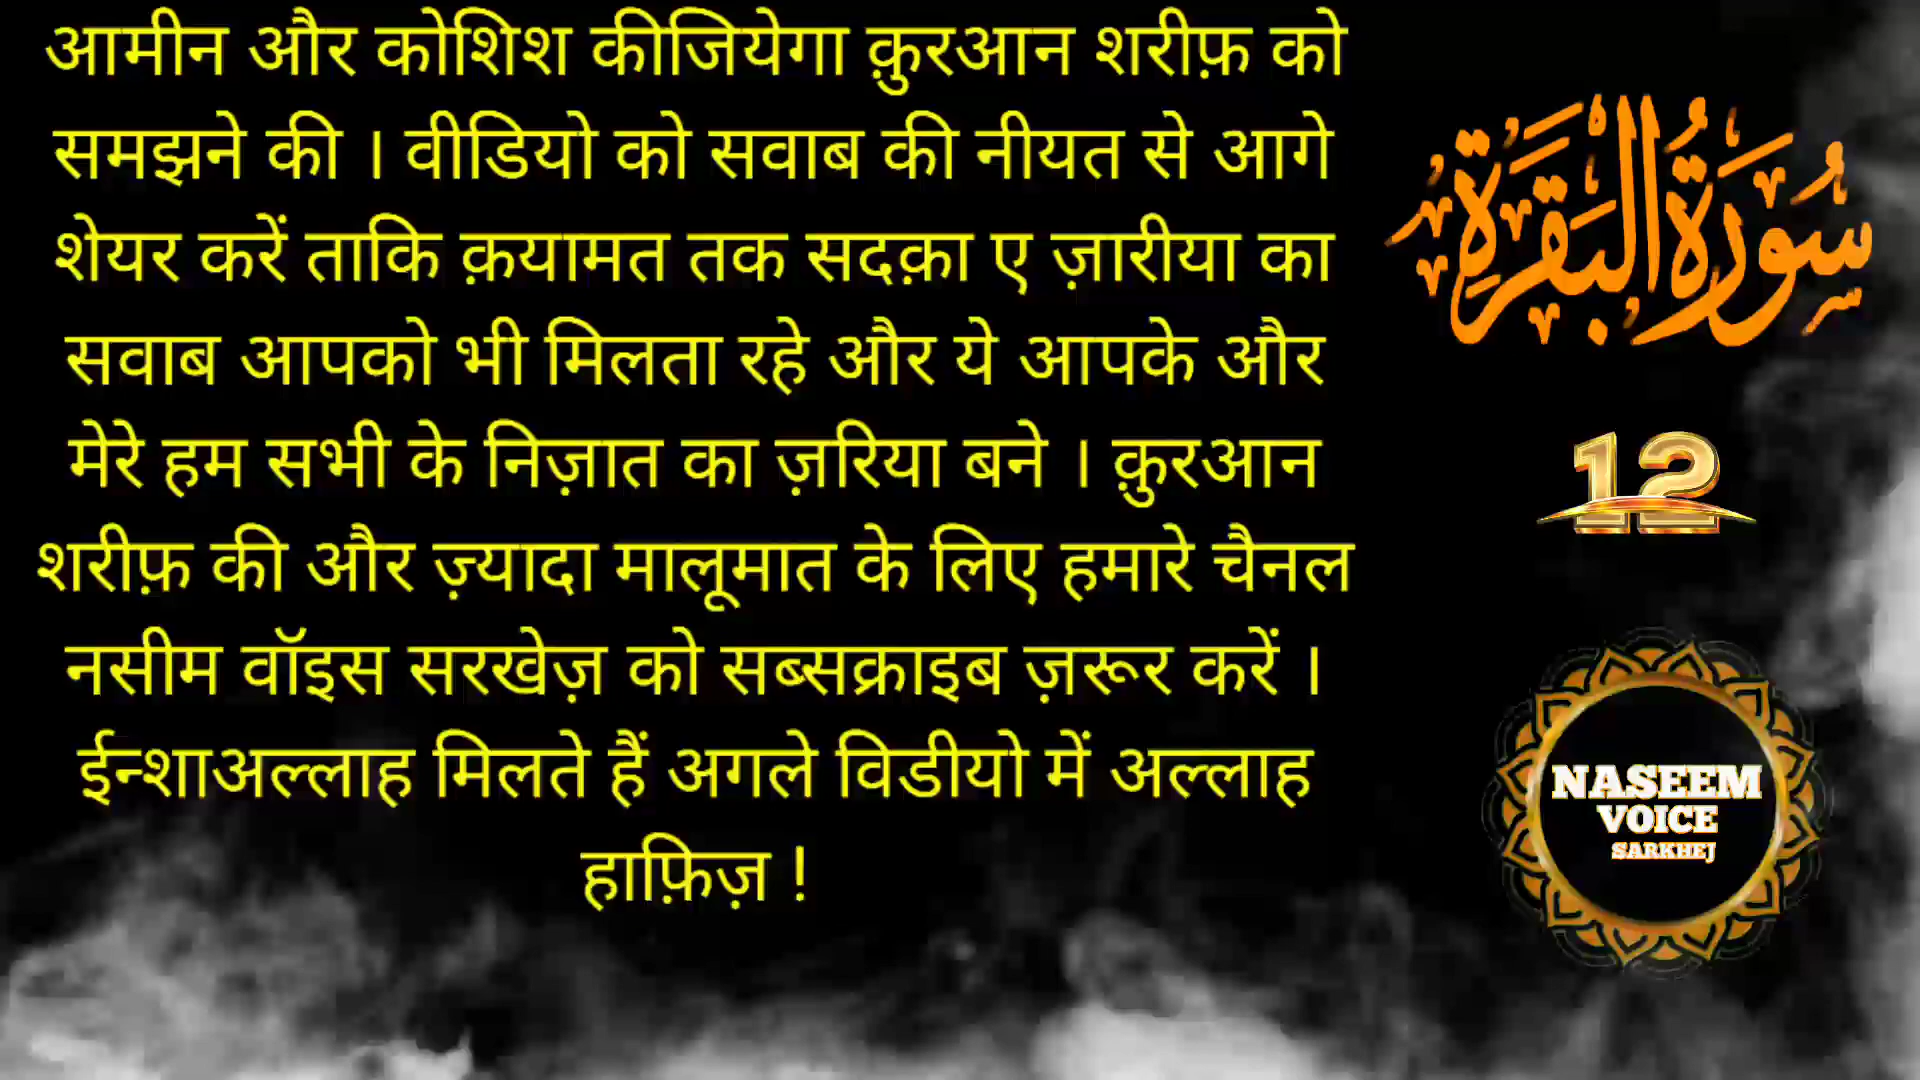 आमीन और कोशिश कीजियेगा क़ुरआन शरीफ़ को
समझने की । वीडियो को सवाब की नीयत से आगे
शेयर करें ताकि क़यामत तक सदक़ा ए ज़ारीया का
सवाब आपको भी मिलता रहे और ये आपके और
मेरे हम सभी के निज़ात का ज़रिया बने । क़ुरआन
शरीफ़ की और ज़्यादा मालूमात के लिए हमारे चैनल
नसीम वॉइस सरखेज़ को सब्सक्राइब ज़रूर करें ।
ईन्शाअल्लाह मिलते हैं अगले विडीयो में अल्लाह
हाफ़िज़ !
سُورَةُ الْبَقَرَةِ
12
NASEEM
VOICE
SARKHEJ